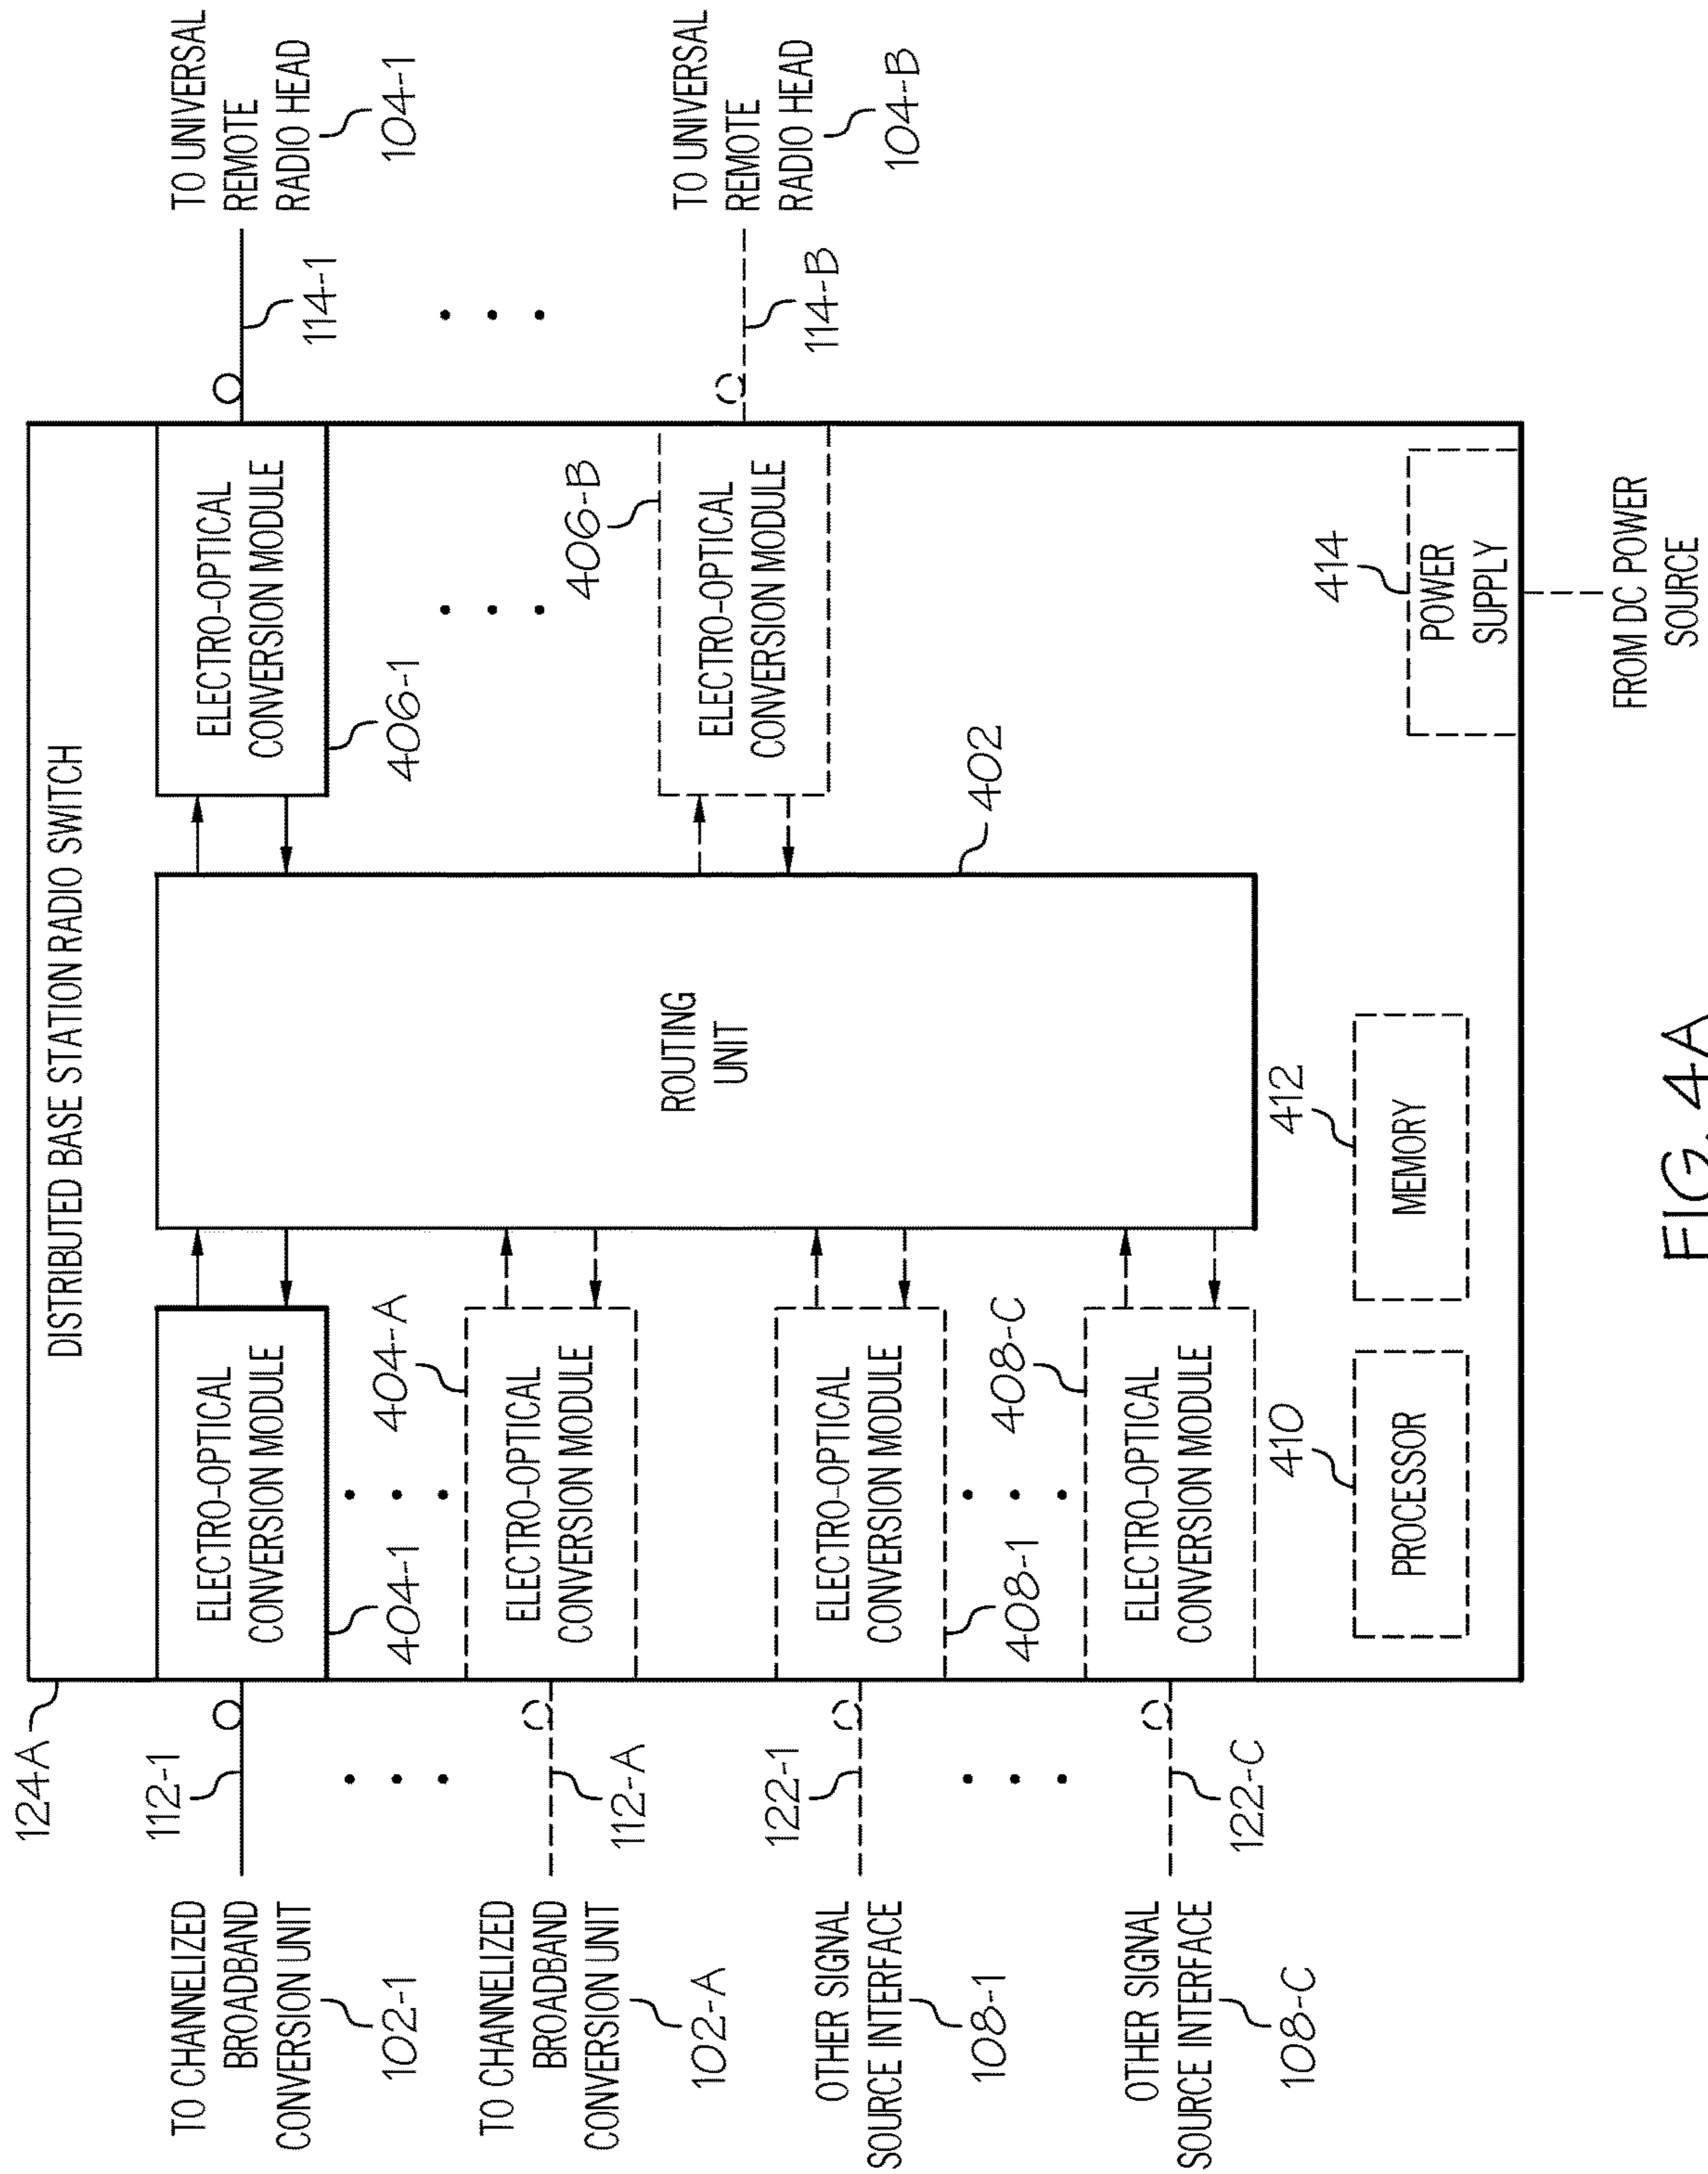 DISTRIBUTED BASE STATION RADIO SWITCH
124A
112-1
TO CHANNELIZED
BROADBAND
CONVERSION UNIT
102-1
ELECTRO-OPTICAL
CONVERSION MODULE
404-1
112-A
TO CHANNELIZED
BROADBAND
CONVERSION UNIT
102-A
404-A
ELECTRO-OPTICAL
CONVERSION MODULE
122-1
OTHER SIGNAL
SOURCE INTERFACE
108-1
ELECTRO-OPTICAL
CONVERSION MODULE
408-1
122-C
OTHER SIGNAL
SOURCE INTERFACE
108-C
408-C
ELECTRO-OPTICAL
CONVERSION MODULE
ROUTING
UNIT
402
ELECTRO-OPTICAL
CONVERSION MODULE
406-1
114-1
TO UNIVERSAL
REMOTE
RADIO HEAD
104-1
406-B
ELECTRO-OPTICAL
CONVERSION MODULE
114-B
TO UNIVERSAL
REMOTE
RADIO HEAD
104-B
410
PROCESSOR
412
MEMORY
414
POWER
SUPPLY
FROM DC POWER
SOURCE
FIG. 4A